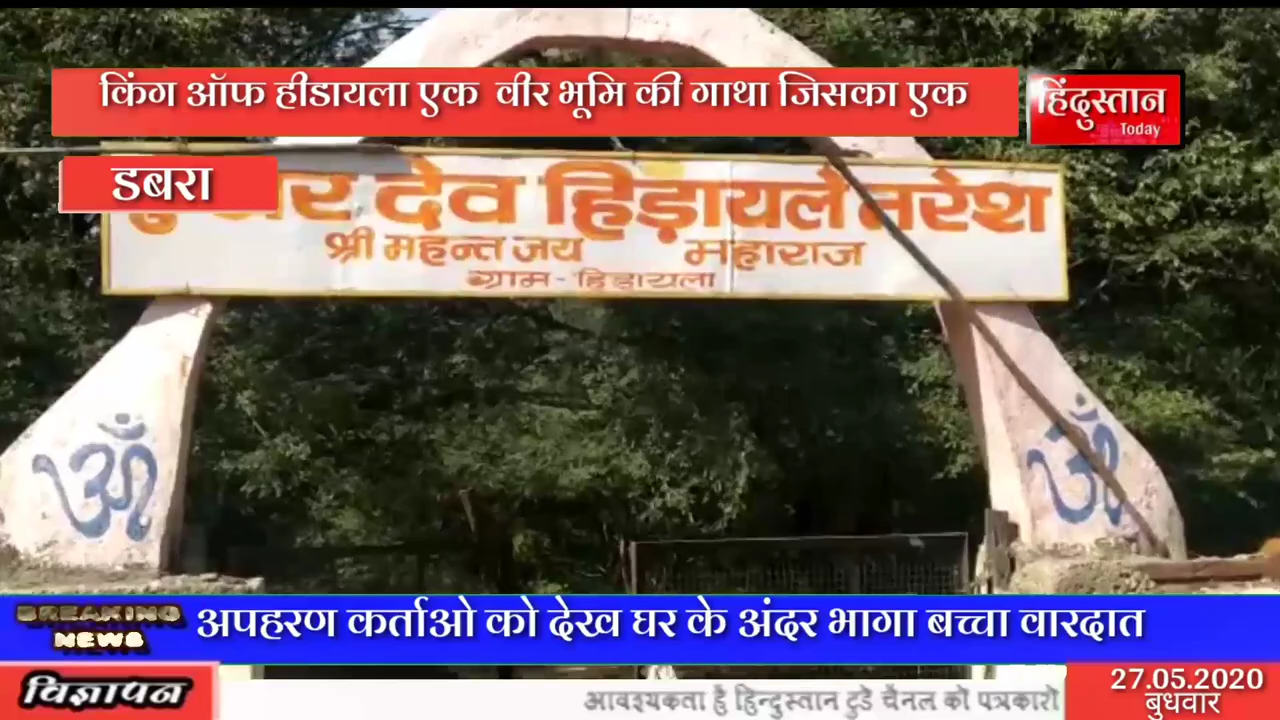 किंग ऑफ हीडायला एक वीर भूमि की गाथा जिसका एक
हिंदुस्तान
Today
डबरा
देव हिड़ायले नरेश
श्री महन्त जय महाराज
ग्राम-हिडायला
ॐ
ॐ
BREAKING
NEWS
अपहरण कर्ताओ को देख घर के अंदर भागा बच्चा वारदात
विज्ञापन
आवश्यकता है हिन्दुस्तान टुडे चैनल को पत्रकारो
27.05.2020
बुधवार